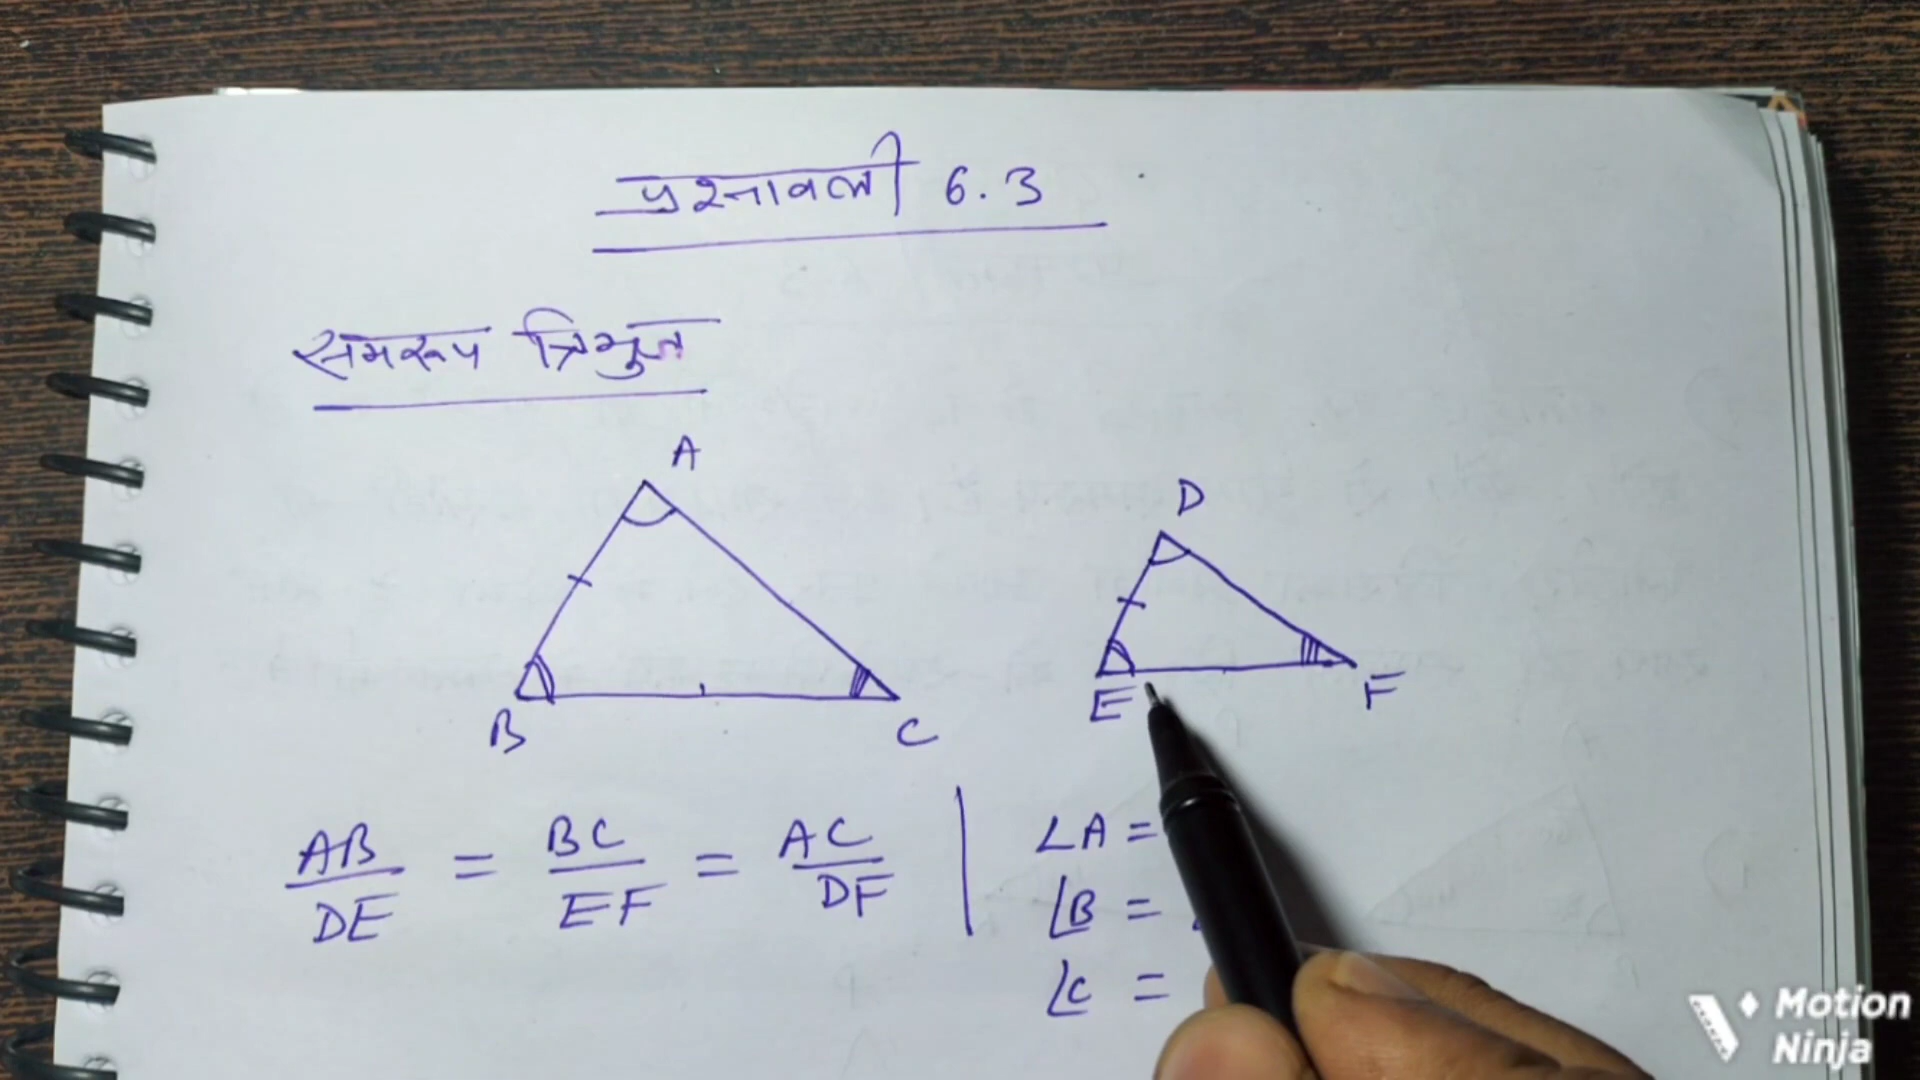 प्रश्नावली 6.3
समरूप त्रिभुज
A
D
B
C
E
F
AB/DE = BC/EF = AC/DF
∠A =
∠B =
∠C =
Motion
Ninja